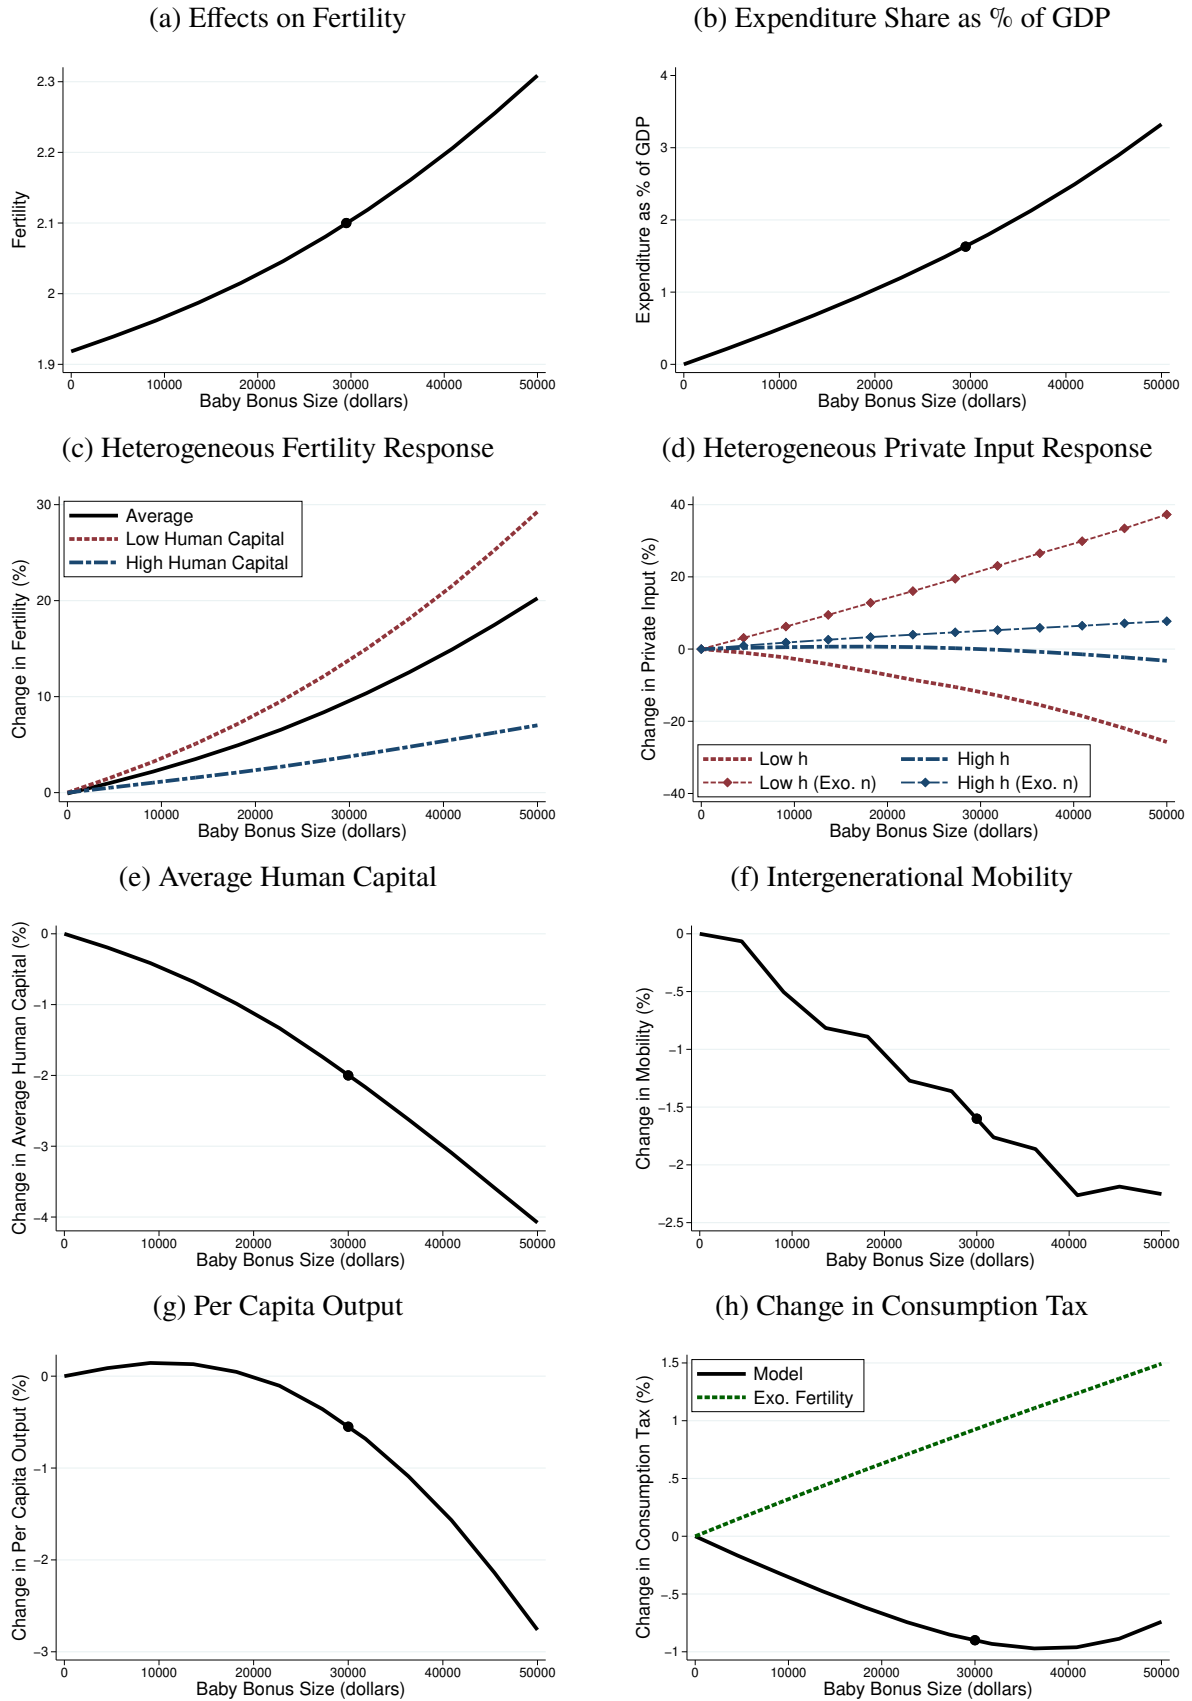 (a) Effects on Fertility
2.3
2.2
2.1
2
1.9
Fertility
0 10000 20000 30000 40000 50000
Baby Bonus Size (dollars)
(b) Expenditure Share as % of GDP
4
3
2
1
0
Expenditure as % of GDP
0 10000 20000 30000 40000 50000
Baby Bonus Size (dollars)
(c) Heterogeneous Fertility Response
30
20
10
0
Change in Fertility (%)
Average
Low Human Capital
High Human Capital
0 10000 20000 30000 40000 50000
Baby Bonus Size (dollars)
(d) Heterogeneous Private Input Response
40
20
0
−20
−40
Change in Private Input (%)
Low h
High h
Low h (Exo. n)
High h (Exo. n)
0 10000 20000 30000 40000 50000
Baby Bonus Size (dollars)
(e) Average Human Capital
0
−1
−2
−3
−4
Change in Average Human Capital (%)
0 10000 20000 30000 40000 50000
Baby Bonus Size (dollars)
(f) Intergenerational Mobility
0
−.5
−1
−1.5
−2
−2.5
Change in Mobility (%)
0 10000 20000 30000 40000 50000
Baby Bonus Size (dollars)
(g) Per Capita Output
0
−1
−2
−3
Change in Per Capita Output (%)
0 10000 20000 30000 40000 50000
Baby Bonus Size (dollars)
(h) Change in Consumption Tax
1.5
1
.5
0
−.5
−1
Change in Consumption Tax (%)
Model
Exo. Fertility
0 10000 20000 30000 40000 50000
Baby Bonus Size (dollars)